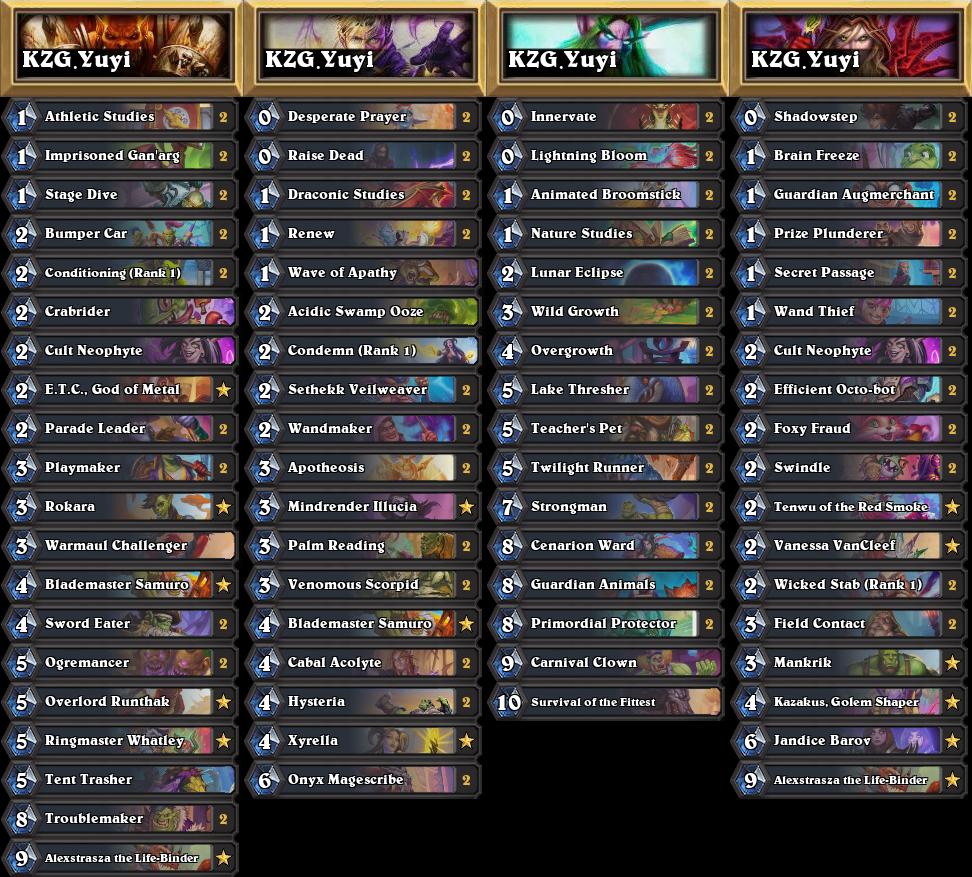 KZG.Yuyi
1 Athletic Studies 2
1 Imprisoned Gan'arg 2
1 Stage Dive 2
2 Bumper Car 2
2 Conditioning (Rank 1) 2
2 Crabrider
2 Cult Neophyte
2 E.T.C., God of Metal
2 Parade Leader 2
3 Playmaker 2
3 Rokara
3 Warmaul Challenger
4 Blademaster Samuro
4 Sword Eater 2
5 Ogremancer 2
5 Overlord Runthak
5 Ringmaster Whatley
5 Tent Trasher
8 Troublemaker 2
9 Alexstrasza the Life-Binder
KZG.Yuyi
0 Desperate Prayer 2
0 Raise Dead 2
1 Draconic Studies 2
1 Renew 2
1 Wave of Apathy
2 Acidic Swamp Ooze
2 Condemn (Rank 1)
2 Sethekk Veilweaver 2
2 Wandmaker 2
3 Apotheosis 2
3 Mindrender Illucia
3 Palm Reading 2
3 Venomous Scorpid 2
4 Blademaster Samuro
4 Cabal Acolyte 2
4 Hysteria 2
4 Xyrella
6 Onyx Magescribe 2
KZG.Yuyi
0 Innervate 2
0 Lightning Bloom 2
1 Animated Broomstick 2
1 Nature Studies 2
2 Lunar Eclipse 2
3 Wild Growth 2
4 Overgrowth 2
5 Lake Thresher 2
5 Teacher's Pet 2
5 Twilight Runner 2
7 Strongman 2
8 Cenarion Ward 2
8 Guardian Animals 2
8 Primordial Protector 2
9 Carnival Clown
10 Survival of the Fittest
KZG.Yuyi
0 Shadowstep 2
1 Brain Freeze 2
1 Guardian Augmerchant 2
1 Prize Plunderer 2
1 Secret Passage 2
1 Wand Thief 2
2 Cult Neophyte 2
2 Efficient Octo-bot 2
2 Foxy Fraud 2
2 Swindle 2
2 Tenwu of the Red Smoke
2 Vanessa VanCleef
2 Wicked Stab (Rank 1) 2
3 Field Contact 2
3 Mankrik
4 Kazakus, Golem Shaper
6 Jandice Barov
9 Alexstrasza the Life-Binder